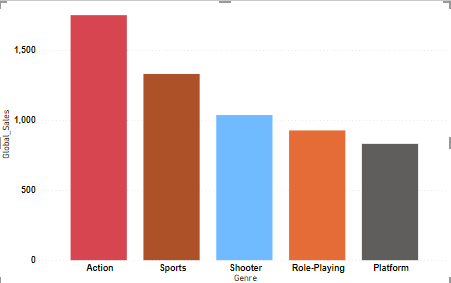 1,500
1,000
500
0
Global_Sales
Action Sports Shooter Role-Playing Platform
Genre